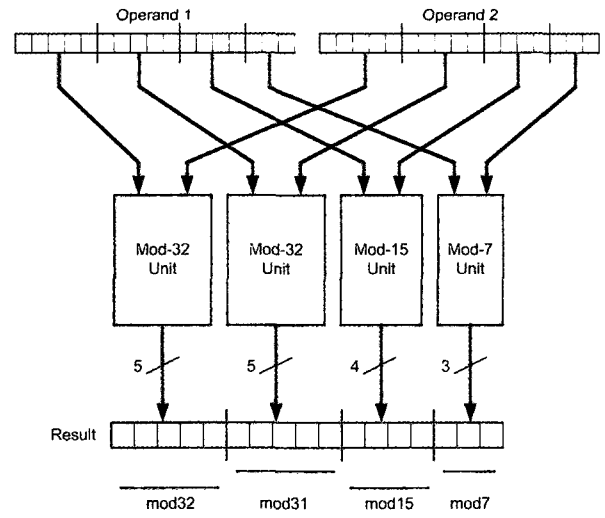 Operand 1
Operand 2
Mod-32
Unit
Mod-32
Unit
Mod-15
Unit
Mod-7
Unit
5
5
4
3
Result
mod32
mod31
mod15
mod7